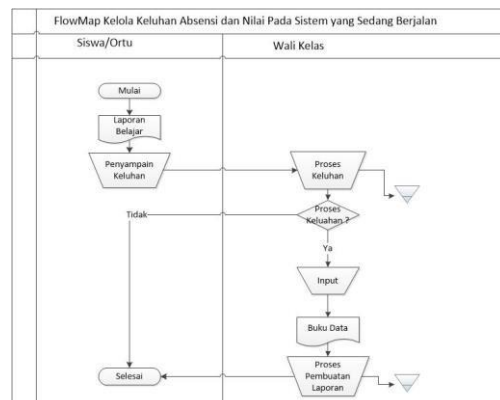 FlowMap Kelola Keluhan Absensi dan Nilai Pada Sistem yang Sedang Berjalan
Siswa/Ortu
Wali Kelas
Mulai
Laporan
Belajar
Penyampain
Keluhan
Proses
Keluhan
Proses
Keluahan ?
Tidak
Ya
Input
Buku Data
Proses
Pembuatan
Laporan
Selesai